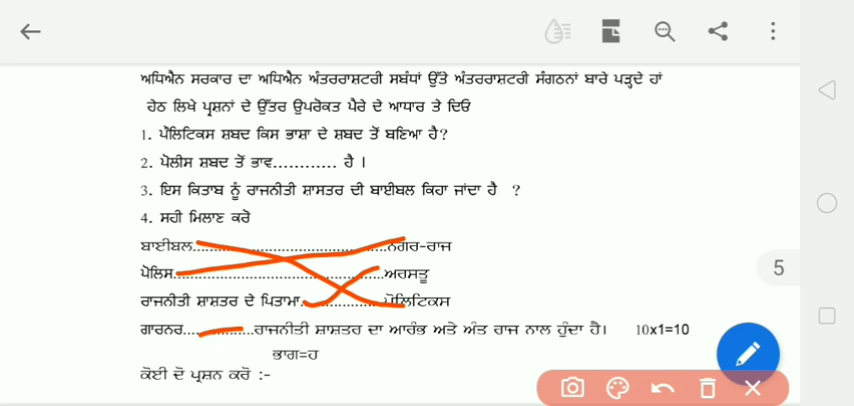 ਅਧਿਐਨ ਸਰਕਾਰ ਦਾ ਅਧਿਐਨ ਅੰਤਰਰਾਸ਼ਟਰੀ ਸਬੰਧਾਂ ਉੱਤੇ ਅੰਤਰਰਾਸ਼ਟਰੀ ਸੰਗਠਨਾਂ ਬਾਰੇ ਪੜ੍ਹਦੇ ਹਾਂ
ਹੇਠ ਲਿਖੇ ਪ੍ਰਸ਼ਨਾਂ ਦੇ ਉੱਤਰ ਉਪਰੋਕਤ ਪੈਰੇ ਦੇ ਆਧਾਰ ਤੇ ਦਿਓ
1. ਪੌਲਿਟਿਕਸ ਸ਼ਬਦ ਕਿਸ ਭਾਸ਼ਾ ਦੇ ਸ਼ਬਦ ਤੋਂ ਬਣਿਆ ਹੈ?
2. ਪੋਲੀਸ ਸ਼ਬਦ ਤੋਂ ਭਾਵ............ ਹੈ ।
3. ਇਸ ਕਿਤਾਬ ਨੂੰ ਰਾਜਨੀਤੀ ਸ਼ਾਸਤਰ ਦੀ ਬਾਈਬਲ ਕਿਹਾ ਜਾਂਦਾ ਹੈ ?
4. ਸਹੀ ਮਿਲਾਣ ਕਰੋ
ਬਾਈਬਲ....................................ਨਗਰ-ਰਾਜ
ਪੋਲਿਸ.......................................ਅਰਸਤੂ
5
ਰਾਜਨੀਤੀ ਸ਼ਾਸ਼ਤਰ ਦੇ ਪਿਤਾਮਾ................ਪੋਲਿਟਿਕਸ
ਗਾਰਨਰ..............ਰਾਜਨੀਤੀ ਸ਼ਾਸ਼ਤਰ ਦਾ ਆਰੰਭ ਅਤੇ ਅੰਤ ਰਾਜ ਨਾਲ ਹੁੰਦਾ ਹੈ। 10x1=10
ਭਾਗ=ਹ
ਕੋਈ ਦੋ ਪ੍ਰਸ਼ਨ ਕਰੋ :-